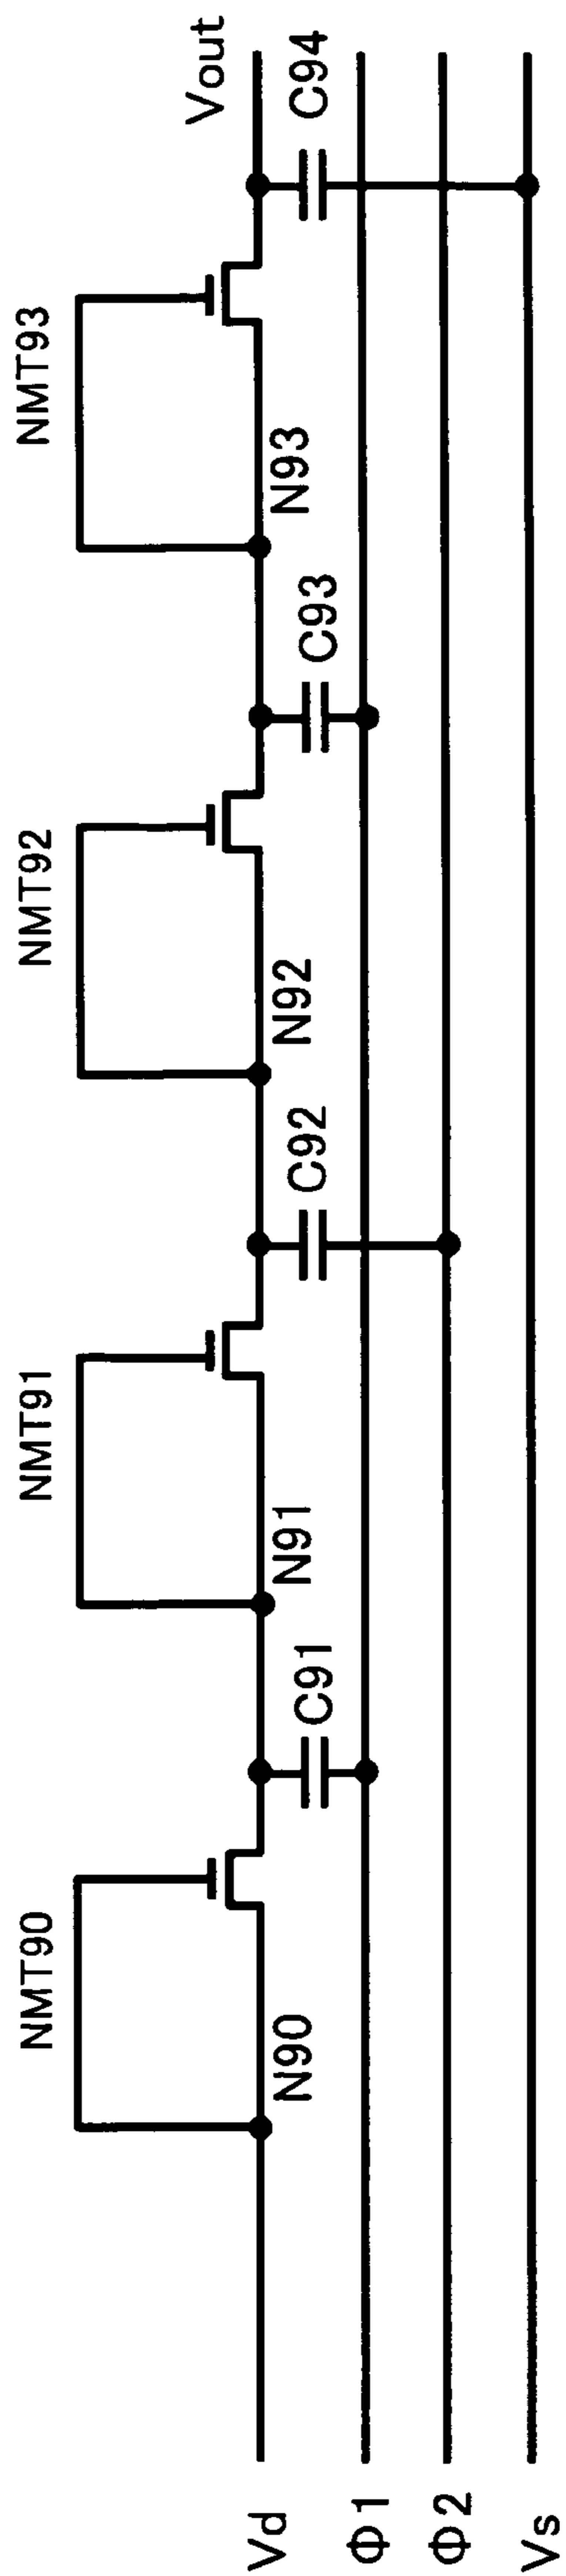 NMT90
NMT91
NMT92
NMT93
Vd
N90
C91
N91
C92
N92
C93
N93
C94
Vout
Φ1
Φ2
Vs